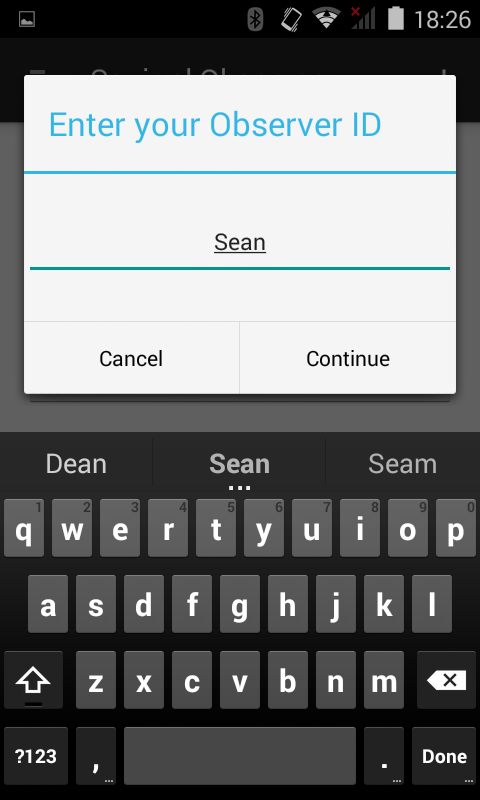 18:26
Enter your Observer ID
Sean
Cancel Continue
Dean Sean Seam
1 2 3 4 5 6 7 8 9 0
q w e r t y u i o p
a s d f g h j k l
z x c v b n m
?123 , . Done